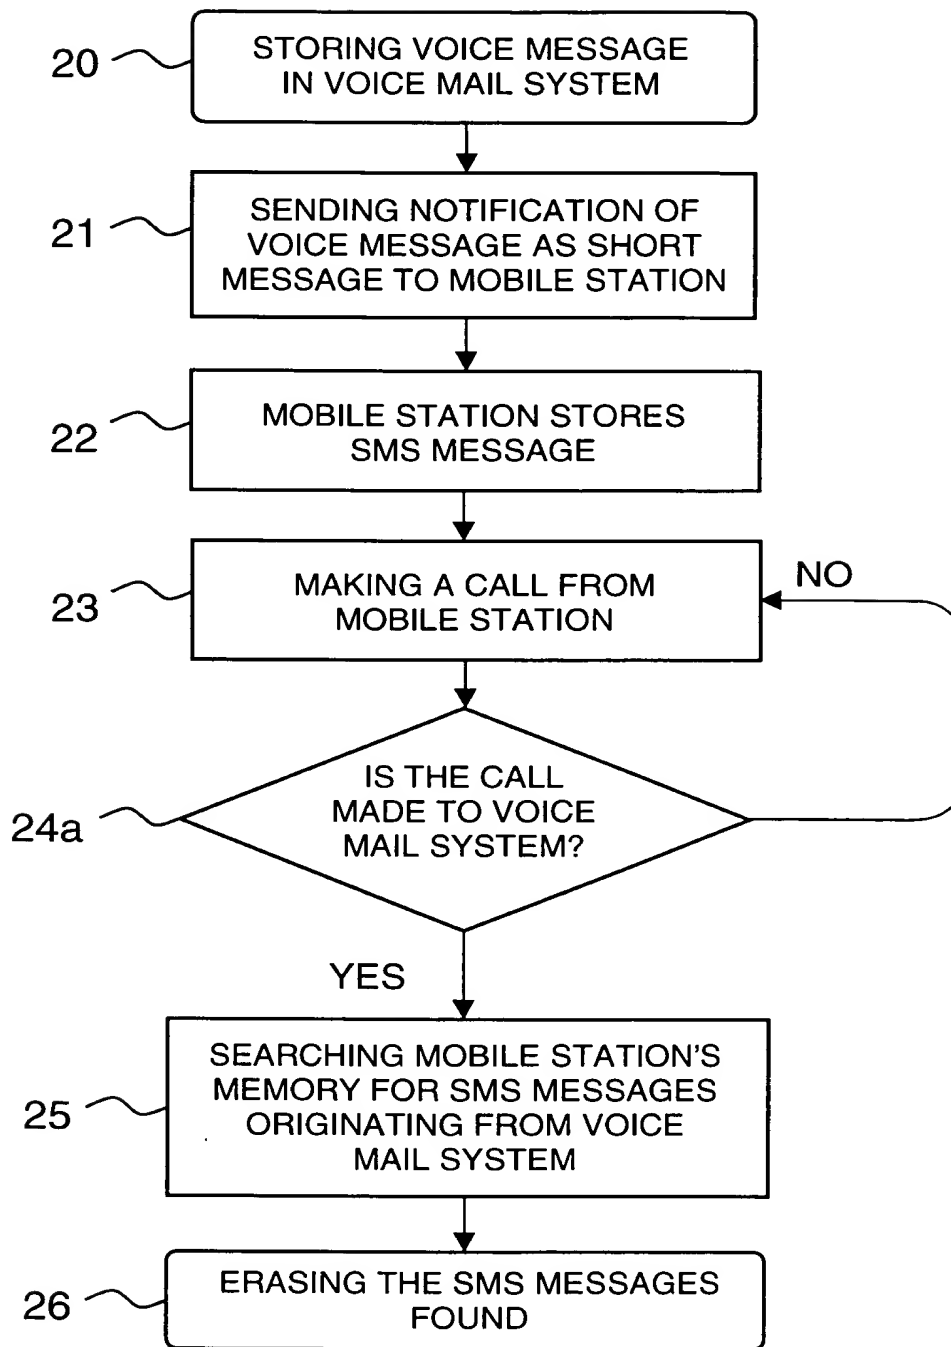 20
STORING VOICE MESSAGE
IN VOICE MAIL SYSTEM
21
SENDING NOTIFICATION OF
VOICE MESSAGE AS SHORT
MESSAGE TO MOBILE STATION
22
MOBILE STATION STORES
SMS MESSAGE
23
MAKING A CALL FROM
MOBILE STATION
NO
24a
IS THE CALL
MADE TO VOICE
MAIL SYSTEM?
YES
25
SEARCHING MOBILE STATION'S
MEMORY FOR SMS MESSAGES
ORIGINATING FROM VOICE
MAIL SYSTEM
26
ERASING THE SMS MESSAGES
FOUND